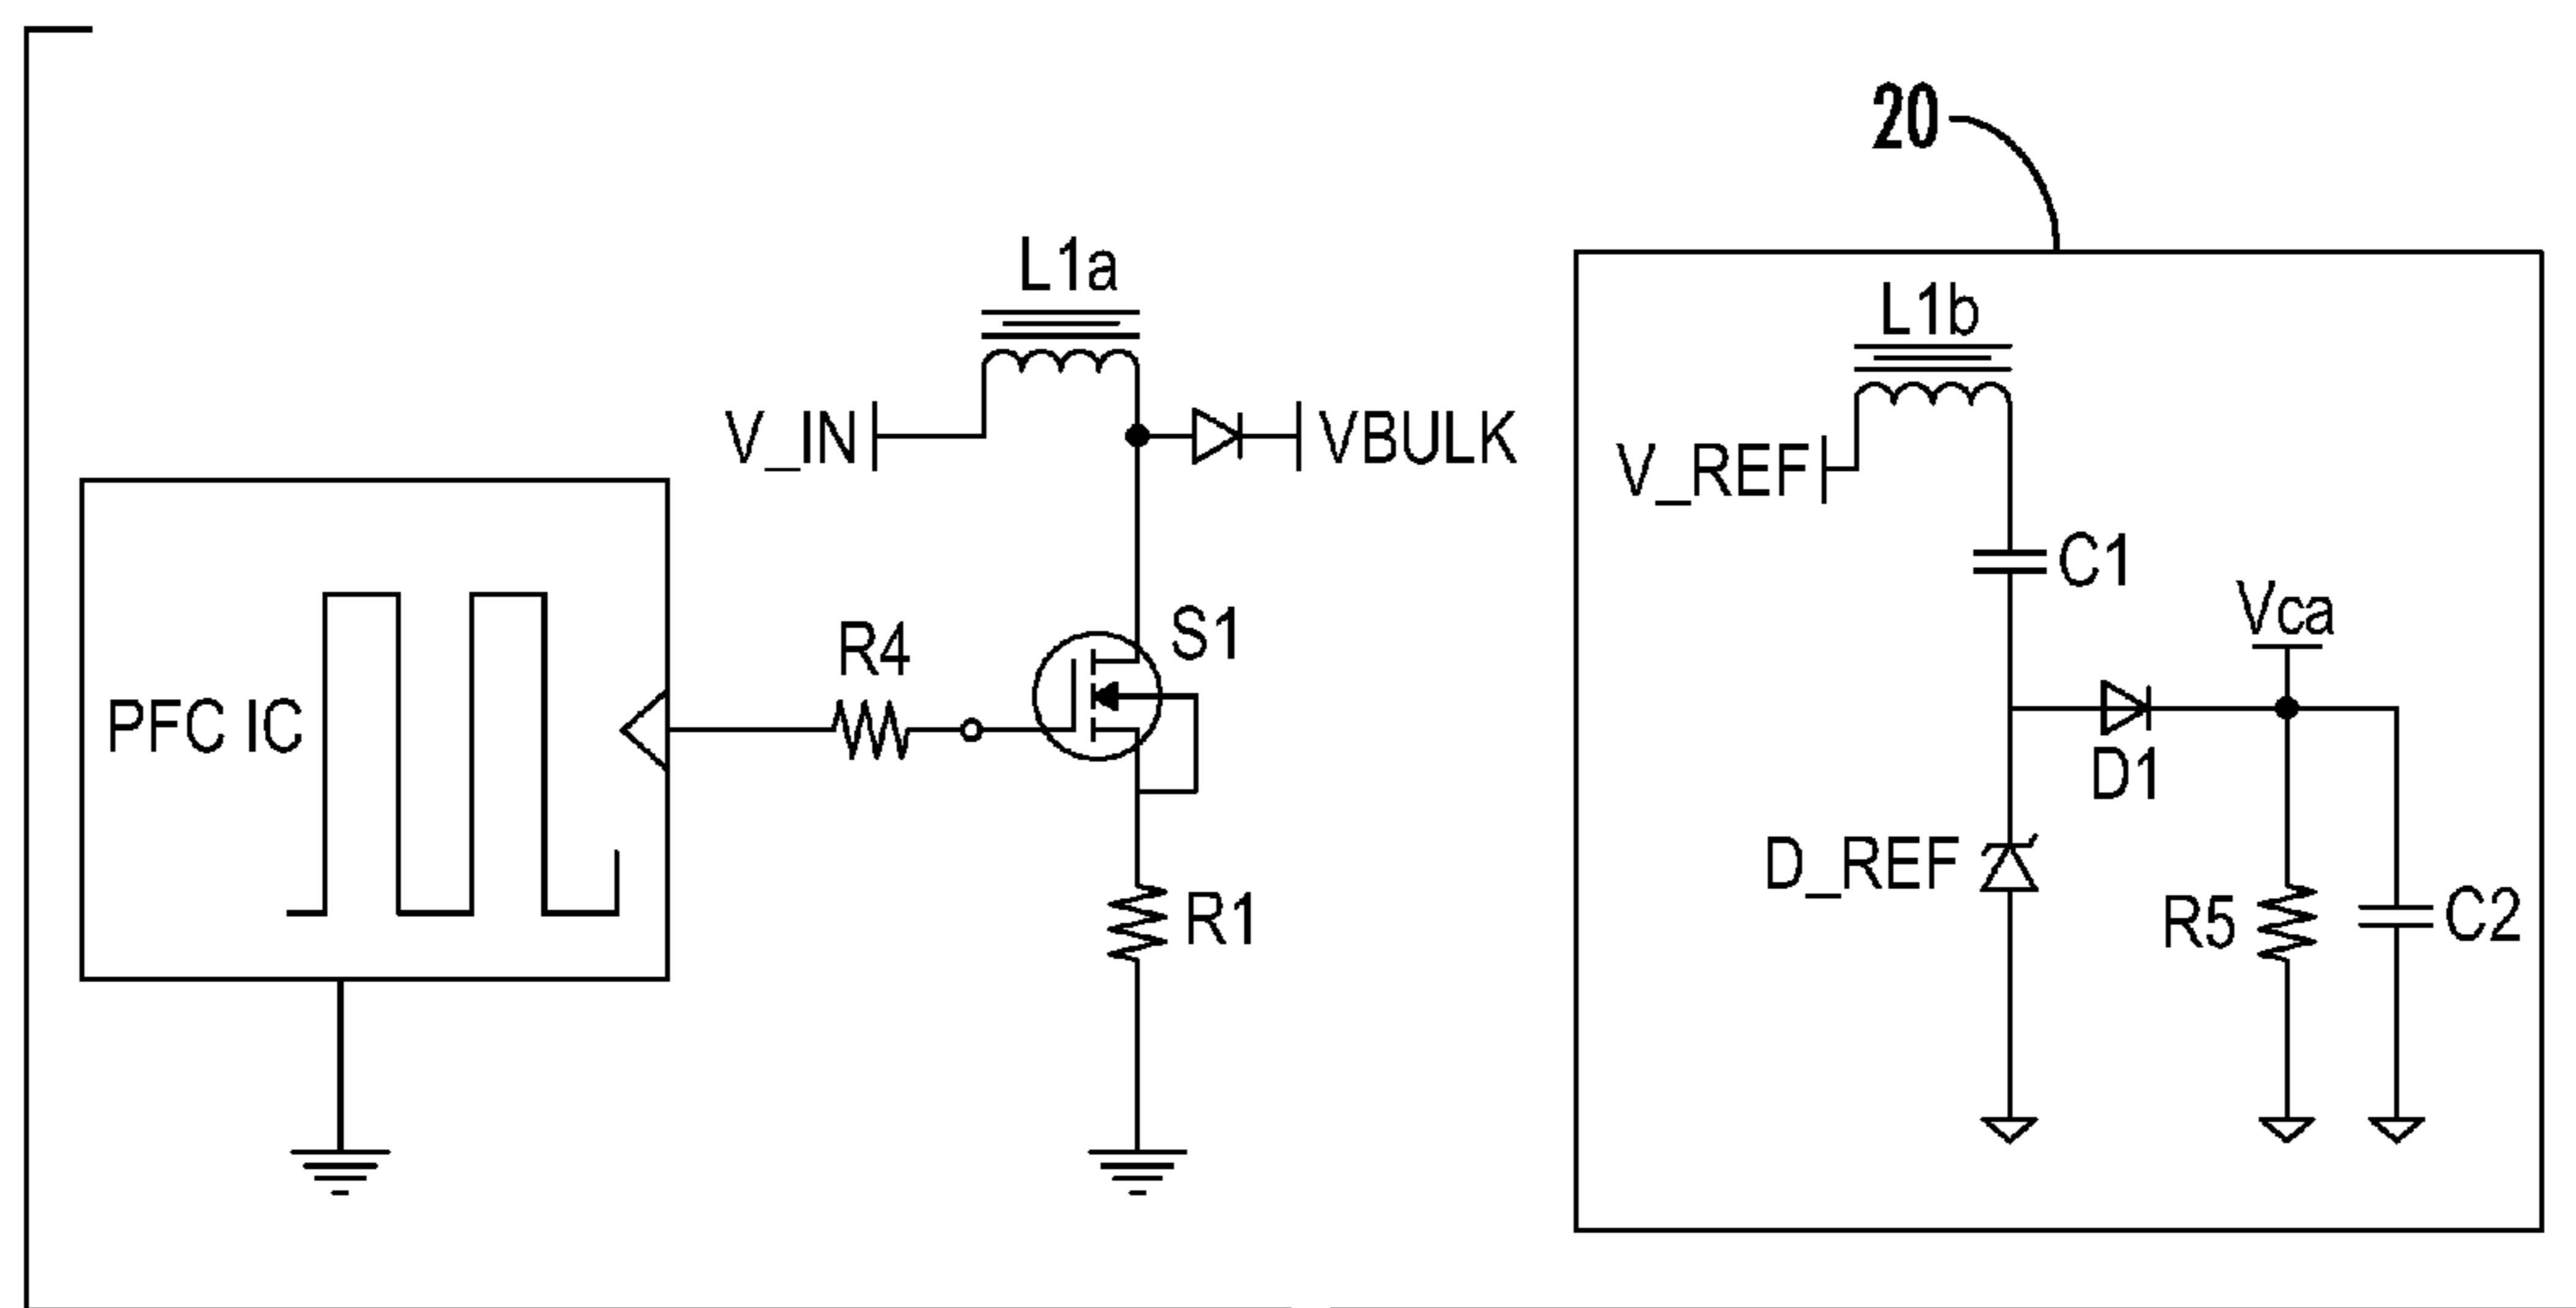 20
L1a
L1b
V_IN
VBULK
V_REF
C1
Vca
S1
R4
PFC IC
D1
D_REF
R1
R5
C2